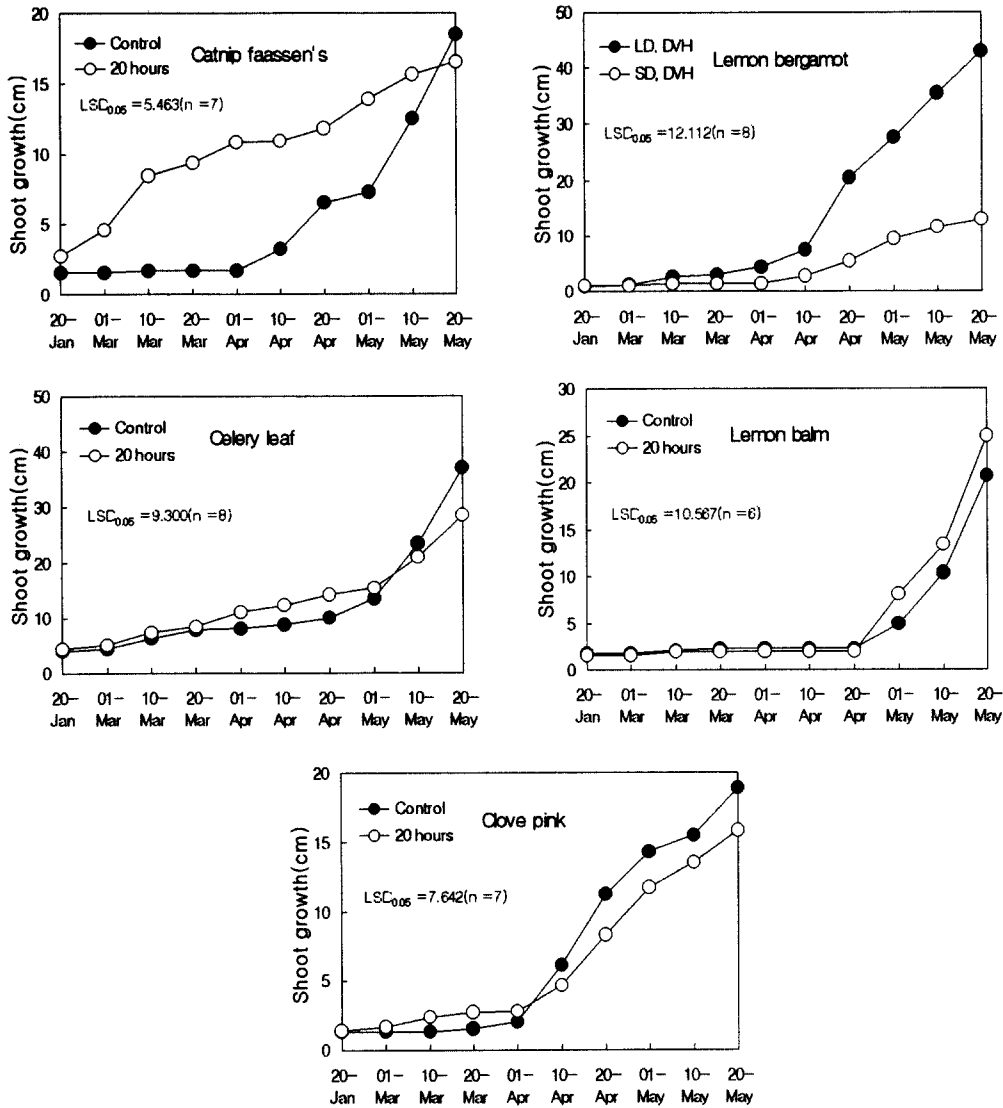 20
15
10
5
0
Shoot growth(cm)
Control
20 hours
Catnip faassen's
LSD0.05 =5.463(n =7)
20- 01- 10- 20- 01- 10- 20- 01- 10- 20-
Jan Mar Mar Mar Apr Apr Apr May May May
50
40
30
20
10
0
Shoot growth(cm)
LD, DVH
SD, DVH
Lemon bergamot
LSD0.05 =12.112(n =8)
20- 01- 10- 20- 01- 10- 20- 01- 10- 20-
Jan Mar Mar Mar Apr Apr Apr May May May
50
40
30
20
10
0
Shoot growth(cm)
Control
20 hours
Celery leaf
LSD0.05 =9.300(n =8)
20- 01- 10- 20- 01- 10- 20- 01- 10- 20-
Jan Mar Mar Mar Apr Apr Apr May May May
30
25
20
15
10
5
0
Shoot growth(cm)
Control
20 hours
Lemon balm
LSD0.05 =10.567(n =6)
20- 01- 10- 20- 01- 10- 20- 01- 10- 20-
Jan Mar Mar Mar Apr Apr Apr May May May
20
15
10
5
0
Shoot growth(cm)
Control
20 hours
Clove pink
LSD0.05 =7.642(n =7)
20- 01- 10- 20- 01- 10- 20- 01- 10- 20-
Jan Mar Mar Mar Apr Apr Apr May May May